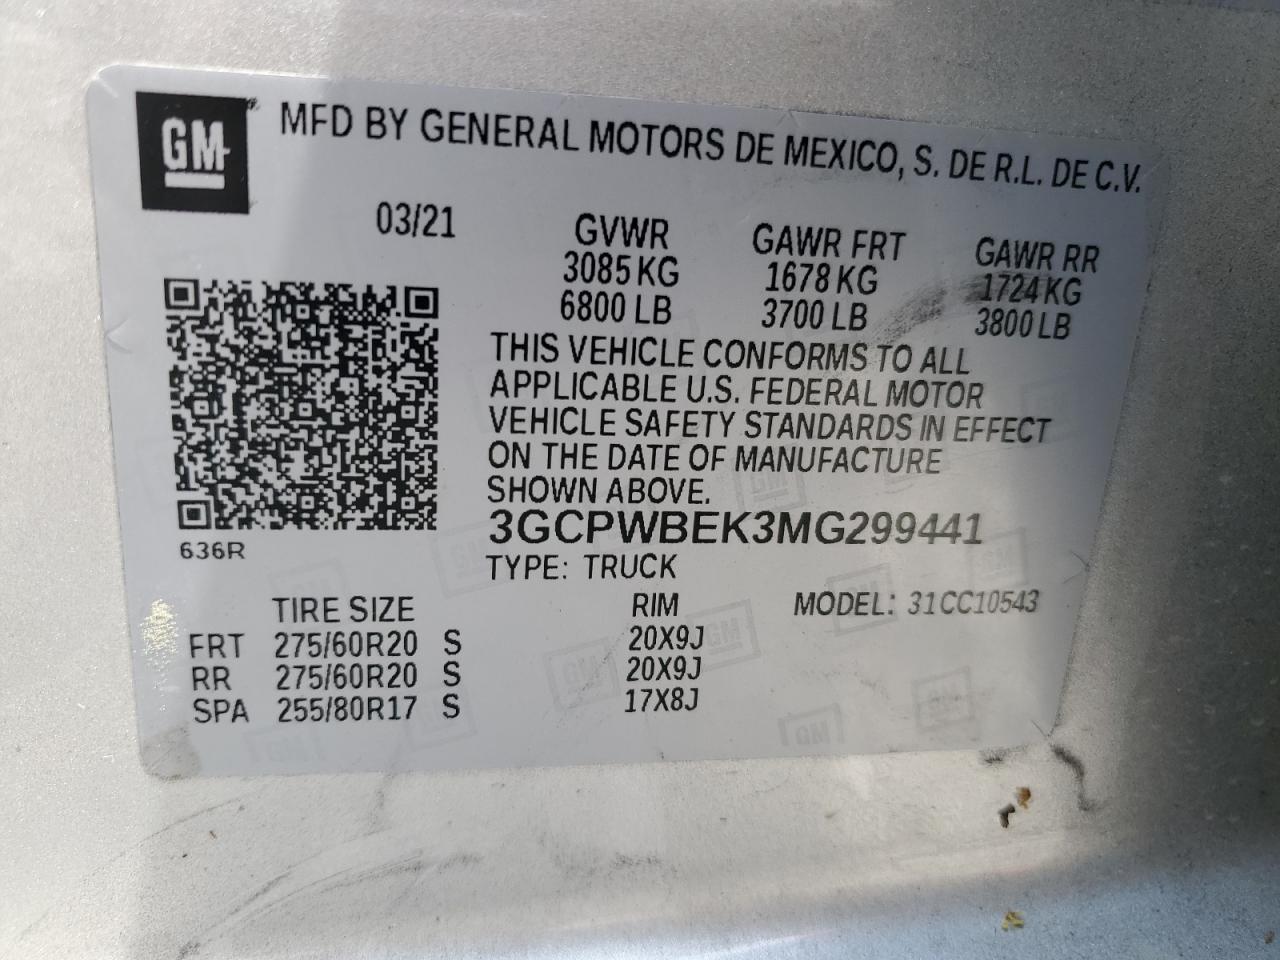 GM
MFD BY GENERAL MOTORS DE MEXICO, S. DE R.L. DE C.V.
03/21
GVWR GAWR FRT GAWR RR
3085 KG 1678 KG 1724 KG
6800 LB 3700 LB 3800 LB
THIS VEHICLE CONFORMS TO ALL
APPLICABLE U.S. FEDERAL MOTOR
VEHICLE SAFETY STANDARDS IN EFFECT
ON THE DATE OF MANUFACTURE
SHOWN ABOVE.
3GCPWBEK3MG299441
636R
TYPE: TRUCK
TIRE SIZE RIM MODEL: 31CC10543
FRT 275/60R20 S 20X9J
RR 275/60R20 S 20X9J
SPA 255/80R17 S 17X8J